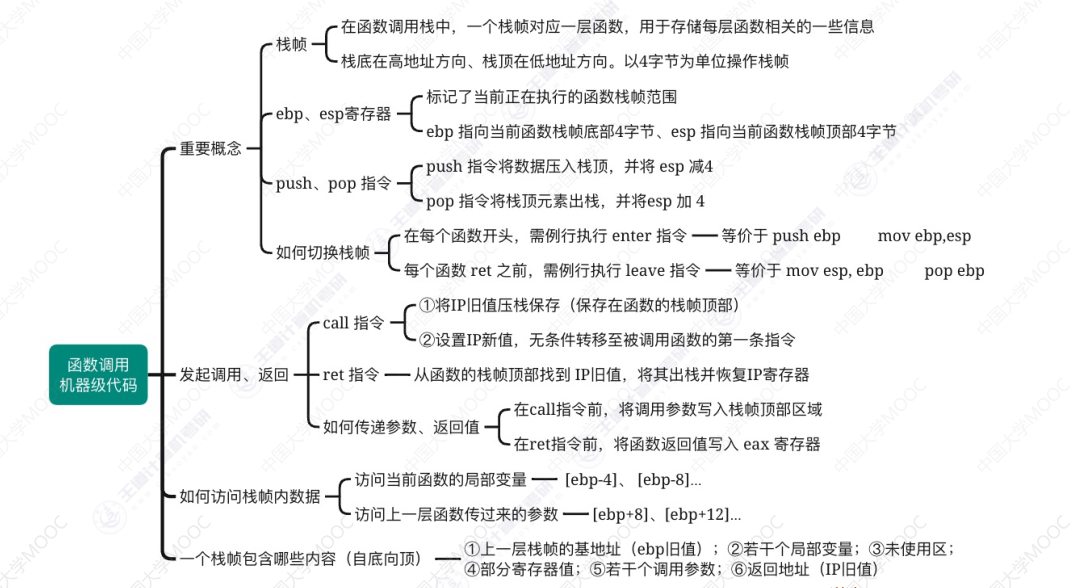 在函数调用栈中，一个栈帧对应一层函数，用于存储每层函数相关的一些信息
栈帧
栈底在高地址方向、栈顶在低地址方向。以4字节为单位操作栈帧
标记了当前正在执行的函数栈帧范围
ebp、esp寄存器
ebp 指向当前函数栈帧底部4字节、esp 指向当前函数栈帧顶部4字节
重要概念
push 指令将数据压入栈顶，并将 esp 减4
push、pop 指令
pop 指令将栈顶元素出栈，并将esp 加 4
在每个函数开头，需例行执行 enter 指令 等价于 push ebp mov ebp,esp
如何切换栈帧
每个函数 ret 之前，需例行执行 leave 指令 等价于 mov esp, ebp pop ebp
①将IP旧值压栈保存（保存在函数的栈帧顶部）
call 指令
②设置IP新值，无条件转移至被调用函数的第一条指令
函数调用
机器级代码
发起调用、返回
ret 指令 从函数的栈帧顶部找到 IP旧值，将其出栈并恢复IP寄存器
在call指令前，将调用参数写入栈帧顶部区域
如何传递参数、返回值
在ret指令前，将函数返回值写入 eax 寄存器
访问当前函数的局部变量 [ebp-4]、 [ebp-8]...
如何访问栈帧内数据
访问上一层函数传过来的参数 [ebp+8]、[ebp+12]...
一个栈帧包含哪些内容（自底向顶） ①上一层栈帧的基地址（ebp旧值）；②若干个局部变量；③未使用区；
④部分寄存器值；⑤若干个调用参数；⑥返回地址（IP旧值）
中国大学MOOC
王道计算机考研